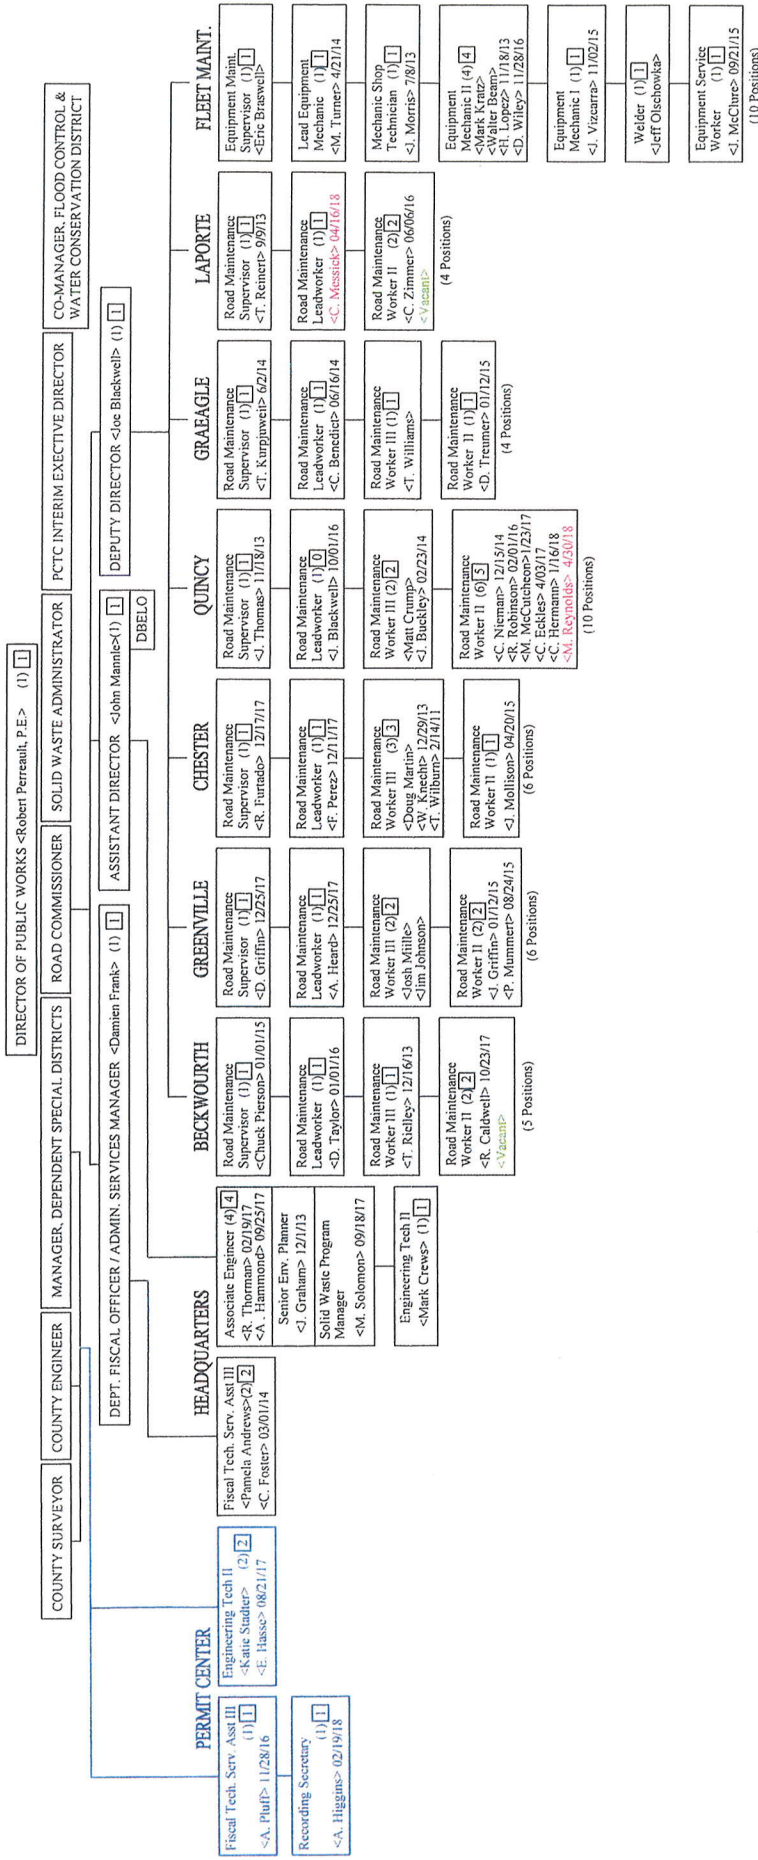 DIRECTOR OF PUBLIC WORKS <Robert Perreault, P.E.> (1) 1
COUNTY SURVEYOR
COUNTY ENGINEER
MANAGER, DEPENDENT SPECIAL DISTRICTS
ROAD COMMISSIONER
SOLID WASTE ADMINISTRATOR
PCTC INTERIM EXECTIVE DIRECTOR
CO-MANAGER, FLOOD CONTROL &
WATER CONSERVATION DISTRICT
DEPT. FISCAL OFFICER / ADMIN. SERVICES MANAGER <Damien Frank> (1) 1
ASSISTANT DIRECTOR <John Mannle>(1) 1
DBELO
DEPUTY DIRECTOR <Joe Blackwell> (1) 1
PERMIT CENTER
Fiscal Tech. Serv. Asst III
(1) 1
<A. Pluff> 11/28/16
Recording Secretary
(1) 1
<A. Higgins> 02/19/18
Engineering Tech II
<Katie Stadter> (2) 2
<E. Hasse> 08/21/17
HEADQUARTERS
Fiscal Tech. Serv. Asst III
<Pamela Andrews>(2) 2
<C. Foster> 03/01/14
Associate Engineer (4) 4
<R. Thorman> 02/19/17
<A. Hammond> 09/25/17
Senior Env. Planner
<J. Graham> 12/1/13
Solid Waste Program
Manager
<M. Solomon> 09/18/17
Engineering Tech II
<Mark Crews> (1) 1
BECKWOURTH
Road Maintenance
Supervisor (1) 1
<Chuck Pierson> 01/01/15
Road Maintenance
Leadworker (1) 1
<D. Taylor> 01/01/16
Road Maintenance
Worker III (1) 1
<T. Rielley> 12/16/13
Road Maintenance
Worker II (2) 2
<R. Caldwell> 10/23/17
<Vacant>
(5 Positions)
GREENVILLE
Road Maintenance
Supervisor (1) 1
<D. Griffin> 12/25/17
Road Maintenance
Leadworker (1) 1
<A. Heard> 12/25/17
Road Maintenance
Worker III (2) 2
<Josh Miille>
<Jim Johnson>
Road Maintenance
Worker II (2) 2
<J. Griffin> 01/12/15
<P. Mummert> 08/24/15
(6 Positions)
CHESTER
Road Maintenance
Supervisor (1) 1
<R. Furtado> 12/17/17
Road Maintenance
Leadworker (1) 1
<F. Perez> 12/11/17
Road Maintenance
Worker III (3) 3
<Doug Martin>
<W. Knecht> 12/29/13
<T. Wilburn> 2/14/11
Road Maintenance
Worker II (1) 1
<J. Mollison> 04/20/15
(6 Positions)
QUINCY
Road Maintenance
Supervisor (1) 1
<J. Thomas> 11/18/13
Road Maintenance
Leadworker (1) 0
<J. Blackwell> 10/01/16
Road Maintenance
Worker III (2) 2
<Matt Crump>
<J. Buckley> 02/23/14
Road Maintenance
Worker II (6) 5
<C. Nieman> 12/15/14
<R. Robinson> 02/01/16
<M. McCutcheon>1/23/17
<C. Eckles> 4/03/17
<C. Hermann> 1/16/18
<M. Reynolds> 4/30/18
(10 Positions)
GRAEAGLE
Road Maintenance
Supervisor (1) 1
<T. Kurpjuweit> 6/2/14
Road Maintenance
Leadworker (1) 1
<C. Benedict> 06/16/14
Road Maintenance
Worker III (1) 1
<T. Williams>
Road Maintenance
Worker II (1) 1
<D. Treumer> 01/12/15
(4 Positions)
LAPORTE
Road Maintenance
Supervisor (1) 1
<T. Reinert> 9/9/13
Road Maintenance
Leadworker (1) 1
<C. Messick> 04/16/18
Road Maintenance
Worker II (2) 2
<C. Zimmer> 06/06/16
<Vacant>
(4 Positions)
FLEET MAINT.
Equipment Maint.
Supervisor (1) 1
<Eric Braswell>
Lead Equipment
Mechanic (1) 1
<M. Turner> 4/21/14
Mechanic Shop
Technician (1) 1
<J. Morris> 7/8/13
Equipment
Mechanic II (4) 4
<Mark Kratz>
<Walter Beam>
<H. Lopez> 11/18/13
<D. Wiley> 11/28/16
Equipment
Mechanic I (1) 1
<J. Vizcarra> 11/02/15
Welder (1) 1
<Jeff Olschowka>
Equipment Service
Worker (1) 1
<J. McClure> 09/21/15
(10 Positions)